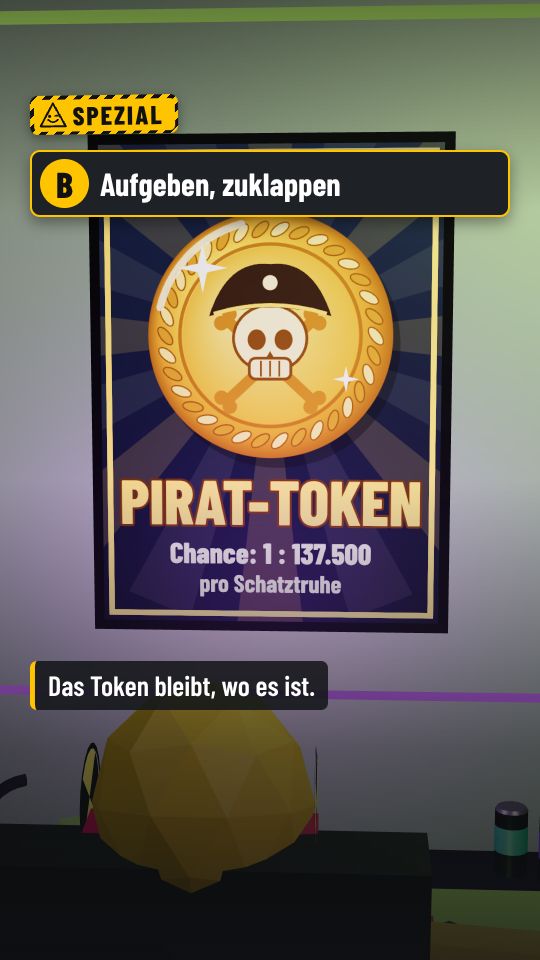 SPEZIAL
B Aufgeben, zuklappen
PIRAT-TOKEN
Chance: 1 : 137.500
pro Schatztruhe
Das Token bleibt, wo es ist.